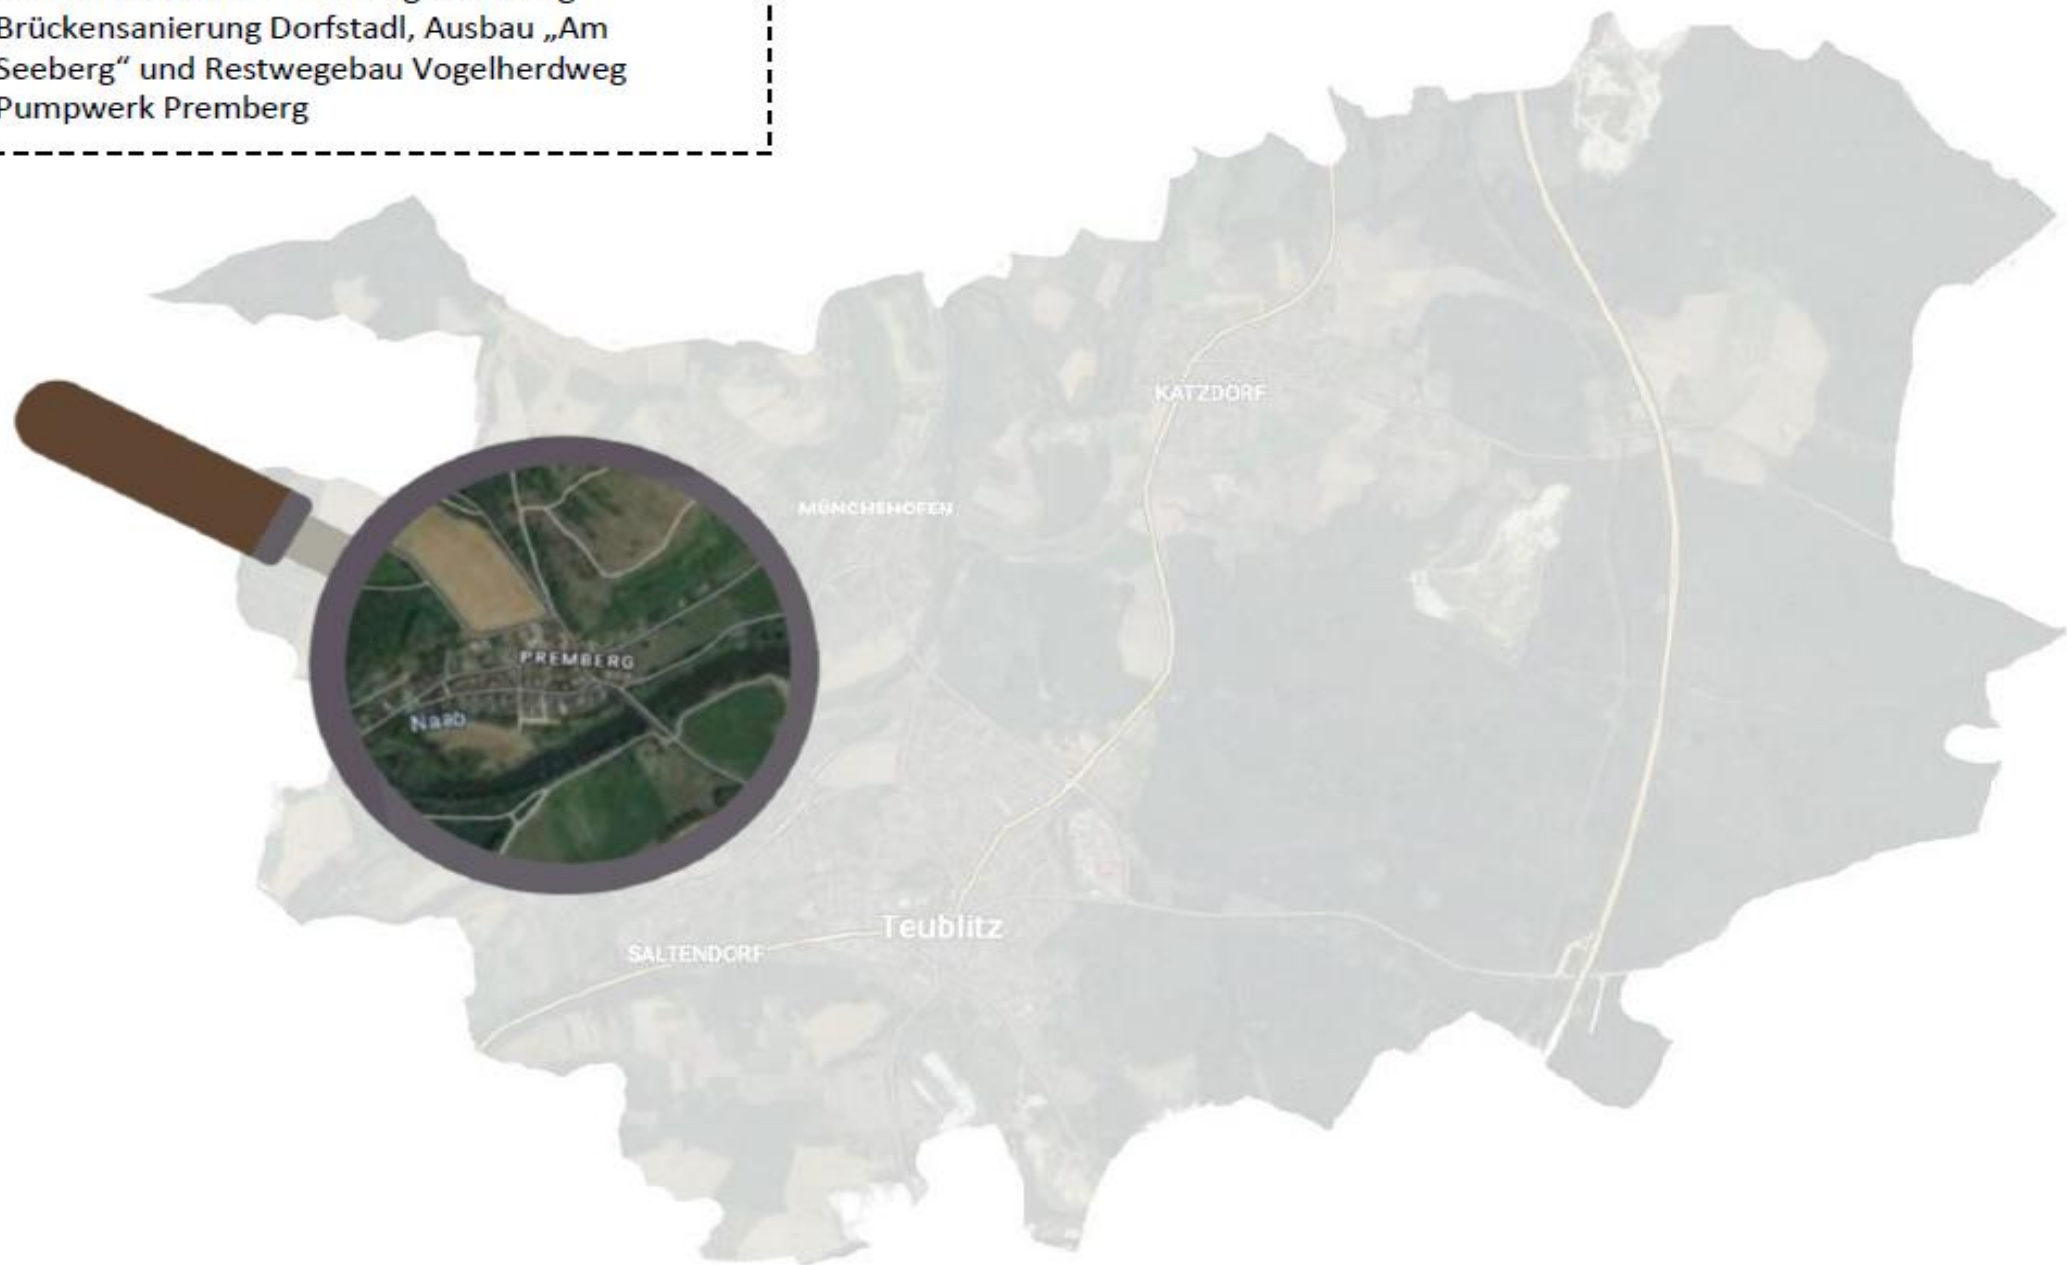 Brückensanierung Dorfstadl, Ausbau „Am
Seeberg“ und Restwegebau Vogelherdweg
Pumpwerk Premberg
KATZDORF
MÜNCHSHOFEN
PREMBERG
Naab
Teublitz
SALTENDORF